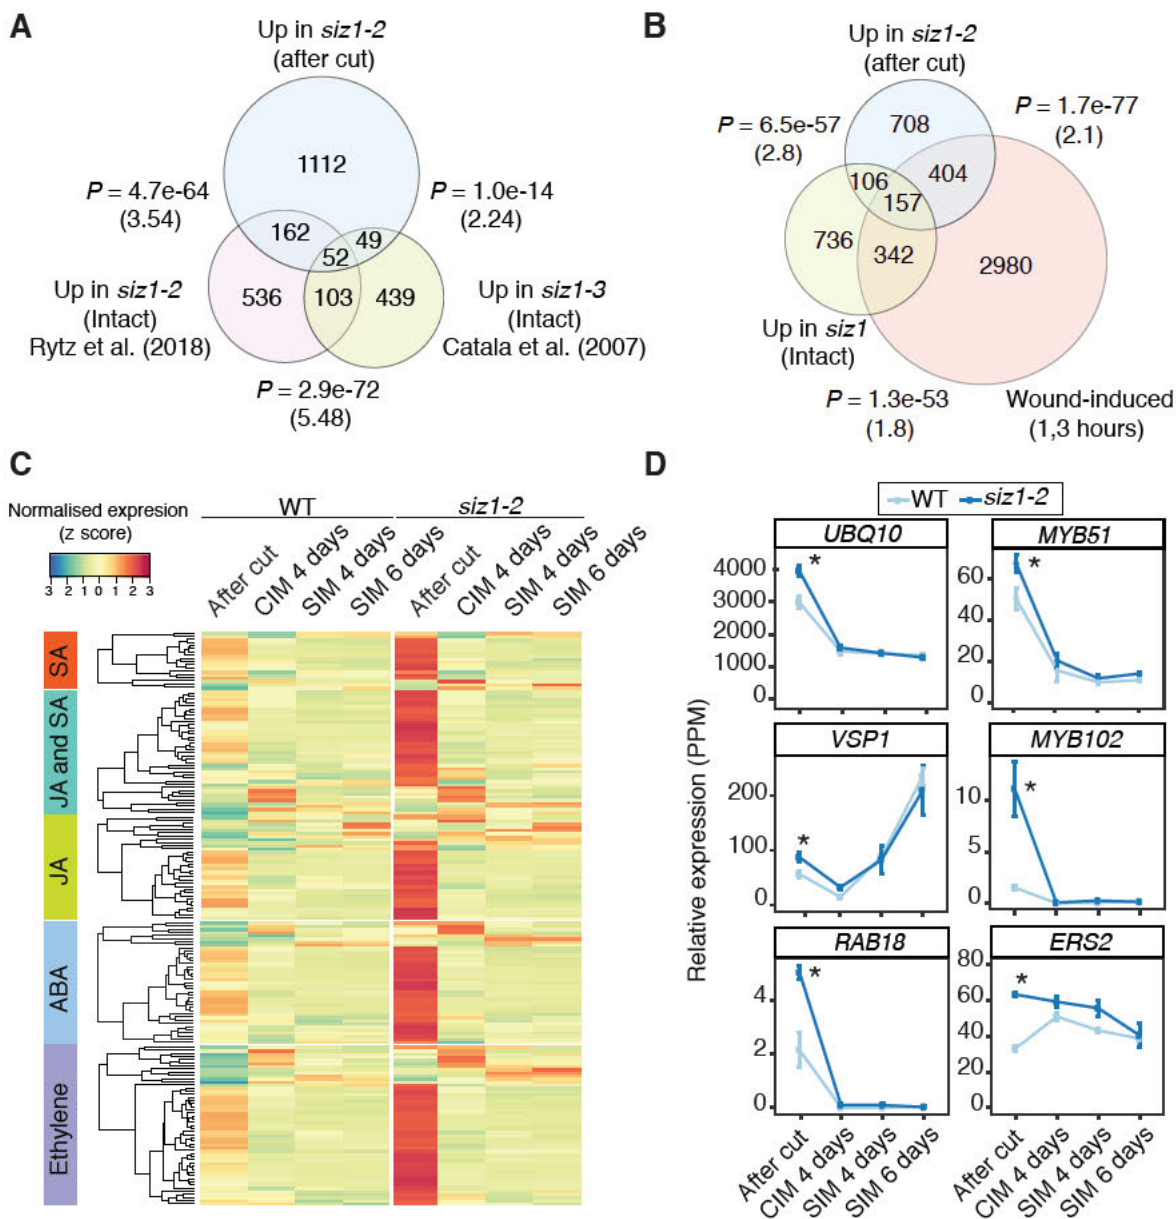 A
Up in siz1-2
(after cut)
1112
P = 4.7e-64
(3.54)
P = 1.0e-14
(2.24)
162
49
52
536
103
439
Up in siz1-2
(Intact)
Rytz et al. (2018)
Up in siz1-3
(Intact)
Catala et al. (2007)
P = 2.9e-72
(5.48)
B
Up in siz1-2
(after cut)
P = 6.5e-57
(2.8)
P = 1.7e-77
(2.1)
708
106
404
157
736
342
2980
Up in siz1
(Intact)
P = 1.3e-53
(1.8)
Wound-induced
(1,3 hours)
C
Normalised expresion
(z score)
3 2 1 0 1 2 3
WT
siz1-2
After cut
CIM 4 days
SIM 4 days
SIM 6 days
After cut
CIM 4 days
SIM 4 days
SIM 6 days
SA
JA and SA
JA
ABA
Ethylene
D
WT siz1-2
Relative expression (PPM)
UBQ10
4000
3000
2000
1000
0
*
MYB51
60
40
20
0
*
VSP1
200
100
0
*
MYB102
10
5
0
*
RAB18
4
2
0
*
ERS2
80
60
40
20
0
*
After cut
CIM 4 days
SIM 4 days
SIM 6 days
After cut
CIM 4 days
SIM 4 days
SIM 6 days